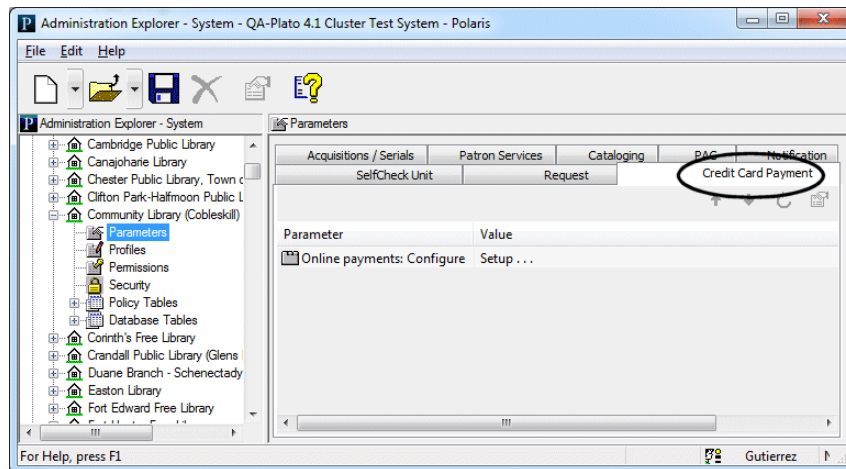 Administration Explorer - System - QA-Plato 4.1 Cluster Test System - Polaris
File Edit Help
Administration Explorer - System
Parameters
Cambridge Public Library
Canajoharie Library
Chester Public Library, Town
Clifton Park-Halfmoon Public L
Community Library (Cobleskill)
Parameters
Profiles
Permissions
Security
Policy Tables
Database Tables
Corinth's Free Library
Crandall Public Library (Glens
Duane Branch - Schenectady
Easton Library
Fort Edward Free Library
Acquisitions / Serials Patron Services Cataloging PAC Notification
SelfCheck Unit Request Credit Card Payment
Parameter Value
Online payments: Configure Setup . . .
For Help, press F1
Gutierrez